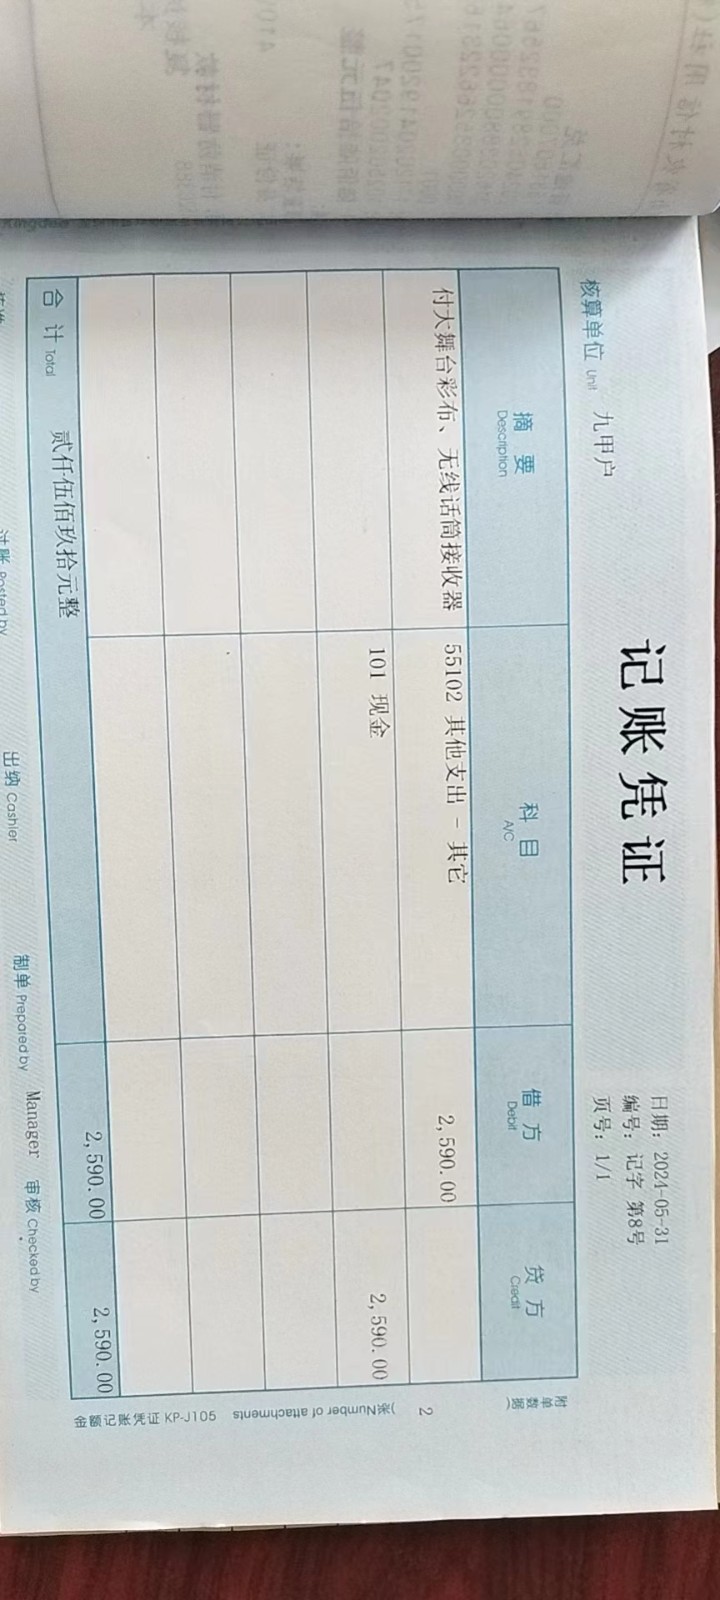 记账凭证
日期：2024-05-31
编号：记字 第8号
页号：1/1
核算单位 Unit 九甲户
摘要 Description 科目 A/C 借方 Debit 贷方 Credit
付大舞台彩布、无线话筒接收器 55102 其他支出 - 其它 2,590.00
101 现金 2,590.00
合计 Total 贰仟伍佰玖拾元整 2,590.00 2,590.00
附单数据( 2 张)Number of attachments
金额记账凭证 KP-J105
过账 Posted by 出纳 Cashier 制单 Prepared by Manager 审核 Checked by